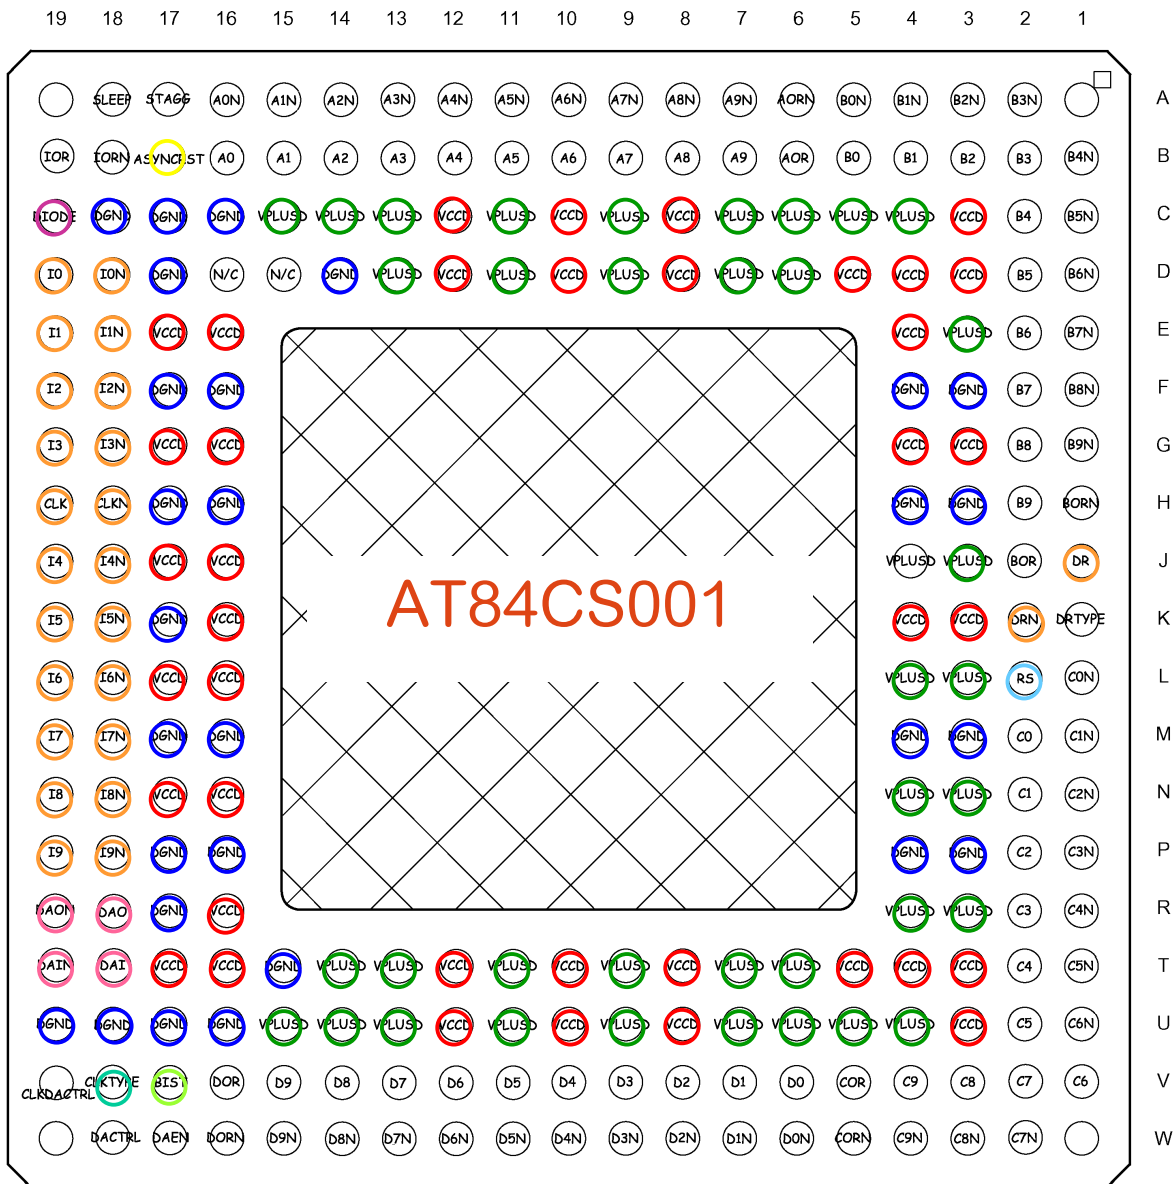 19 18 17 16 15 14 13 12 11 10 9 8 7 6 5 4 3 2 1
SLEEP STAGG A0N A1N A2N A3N A4N A5N A6N A7N A8N A9N AORN B0N B1N B2N B3N A
IOR IORN ASYNCRST A0 A1 A2 A3 A4 A5 A6 A7 A8 A9 AOR B0 B1 B2 B3 B4N B
DIODE DGND DGND DGND VPLUSD VPLUSD VPLUSD VCCD VPLUSD VCCD VPLUSD VCCD VPLUSD VPLUSD VPLUSD VPLUSD VCCD B4 B5N C
I0 I0N DGND N/C N/C DGND VPLUSD VCCD VPLUSD VCCD VPLUSD VCCD VPLUSD VPLUSD VCCD VCCD VCCD B5 B6N D
I1 I1N VCCD VCCD VCCD VPLUSD B6 B7N E
I2 I2N DGND DGND DGND DGND B7 B8N F
I3 I3N VCCD VCCD VCCD VCCD B8 B9N G
CLK CLKN DGND DGND DGND DGND B9 BORN H
I4 I4N VCCD VCCD VPLUSD VPLUSD BOR DR J
AT84CS001
I5 I5N DGND VCCD VCCD VCCD DRN DRTYPE K
I6 I6N VCCD VCCD VPLUSD VPLUSD RS C0N L
I7 I7N DGND DGND DGND DGND C0 C1N M
I8 I8N VCCD VCCD VPLUSD VPLUSD C1 C2N N
I9 I9N DGND DGND DGND DGND C2 C3N P
DAON DAO DGND VCCD VPLUSD VPLUSD C3 C4N R
DAIN DAI VCCD VCCD DGND VPLUSD VPLUSD VCCD VPLUSD VCCD VPLUSD VCCD VPLUSD VPLUSD VCCD VCCD VCCD C4 C5N T
DGND DGND DGND DGND VPLUSD VPLUSD VPLUSD VCCD VPLUSD VCCD VPLUSD VCCD VPLUSD VPLUSD VPLUSD VPLUSD VCCD C5 C6N U
CLKDACTRL CLKTYPE BIST DOR D9 D8 D7 D6 D5 D4 D3 D2 D1 D0 COR C9 C8 C7 C6 V
DACTRL DAEN DORN D9N D8N D7N D6N D5N D4N D3N D2N D1N D0N CORN C9N C8N C7N W